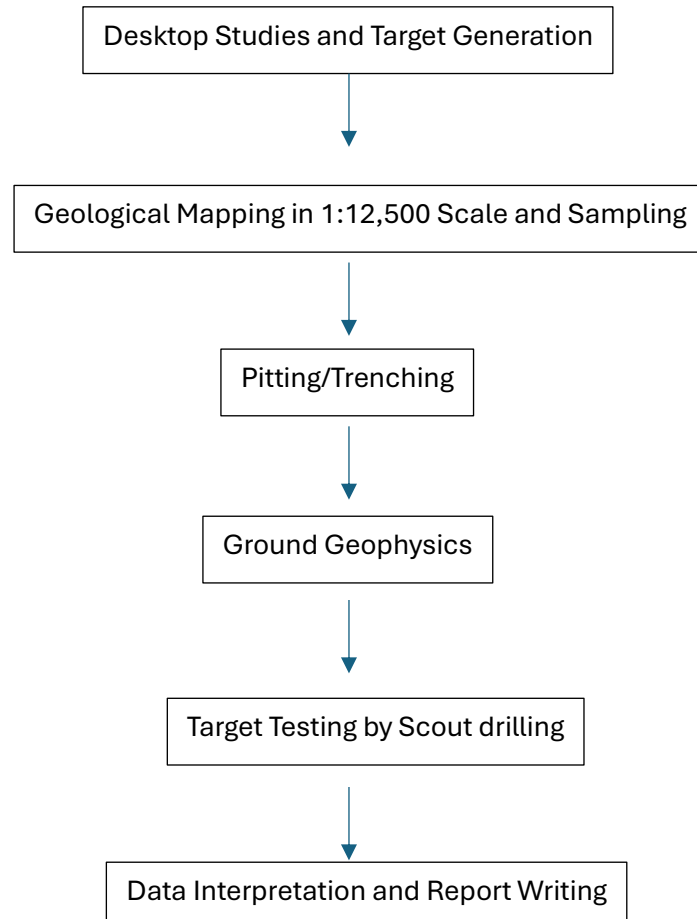 Desktop Studies and Target Generation
Geological Mapping in 1:12,500 Scale and Sampling
Pitting/Trenching
Ground Geophysics
Target Testing by Scout drilling
Data Interpretation and Report Writing